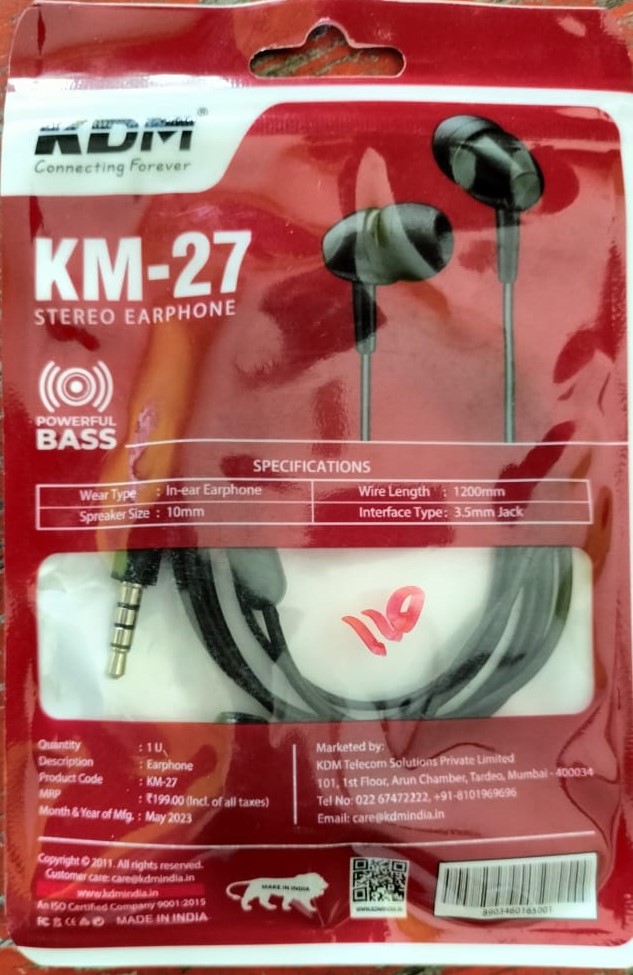 KDM®
Connecting Forever
KM-27
STEREO EARPHONE
POWERFUL
BASS
SPECIFICATIONS
Wear Type : In-ear Earphone
Wire Length : 1200mm
Spreaker Size : 10mm
Interface Type : 3.5mm Jack
110
Quantity : 1 U
Description : Earphone
Product Code : KM-27
MRP : ₹199.00 (Incl. of all taxes)
Month & Year of Mfg. : May 2023
Marketed by:
KDM Telecom Solutions Private Limited
101, 1st Floor, Arun Chamber, Tardeo, Mumbai - 400034
Tel No: 022 67472222, +91-8101969696
Email: care@kdmindia.in
Copyright © 2011. All rights reserved.
Customer care: care@kdmindia.in
www.kdmindia.in
An ISO Certified Company 9001:2015
MADE IN INDIA
MAKE IN INDIA
www.kdmindia.in
8903460165001